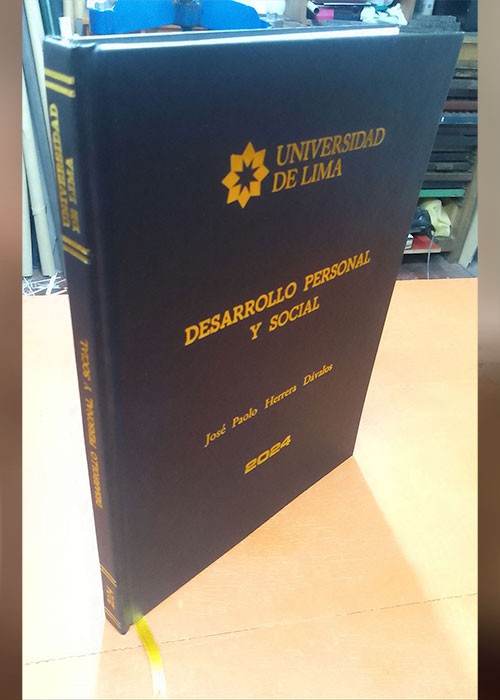 UNIVERSIDAD
DE LIMA
DESARROLLO PERSONAL
Y SOCIAL
José Paolo Herrera Dávalos
2024
UNIVERSIDAD
DE LIMA
DESARROLLO PERSONAL Y SOCIAL